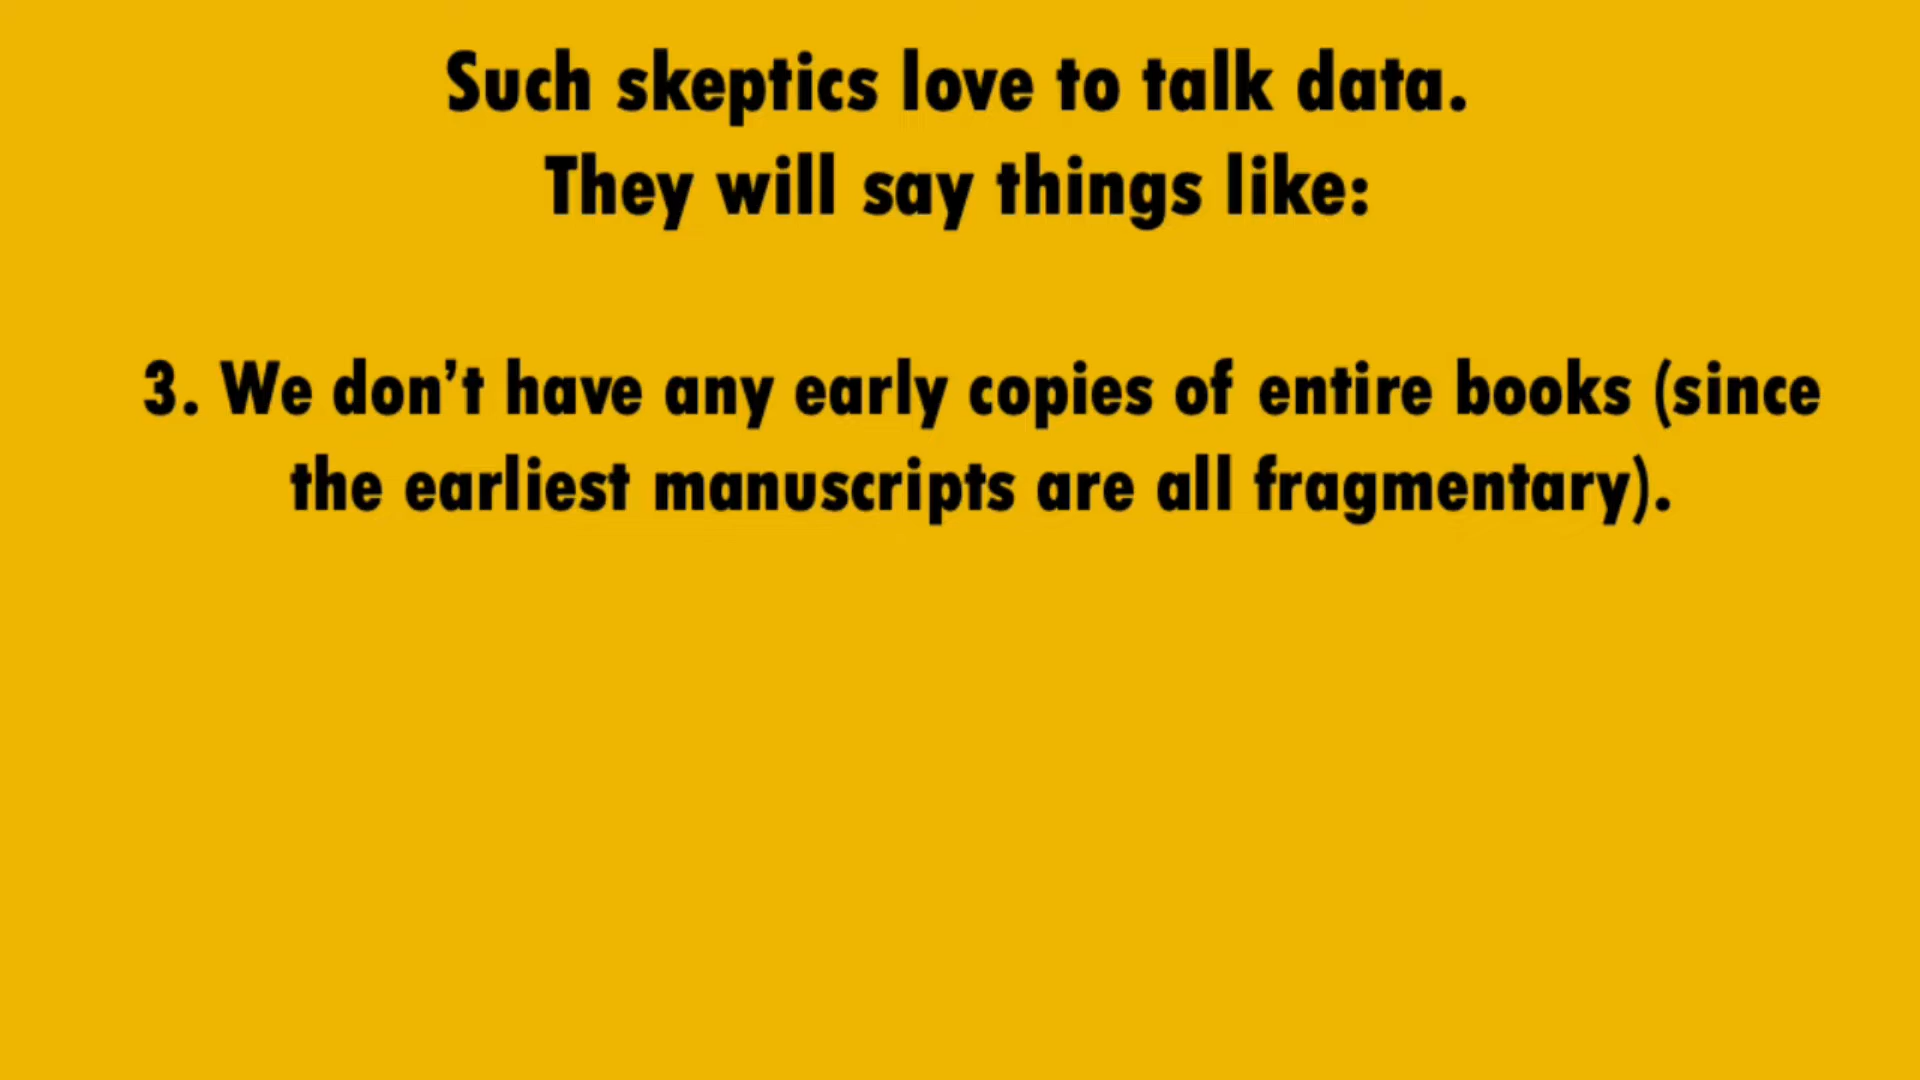 Such skeptics love to talk data.
They will say things like:
3. We don’t have any early copies of entire books (since
the earliest manuscripts are all fragmentary).